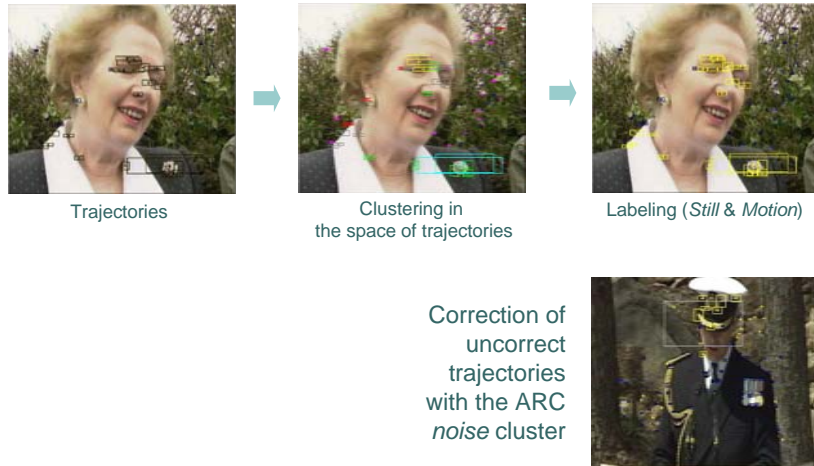 Trajectories
Clustering in
the space of trajectories
Labeling (Still & Motion)
Correction of
uncorrect
trajectories
with the ARC
noise cluster